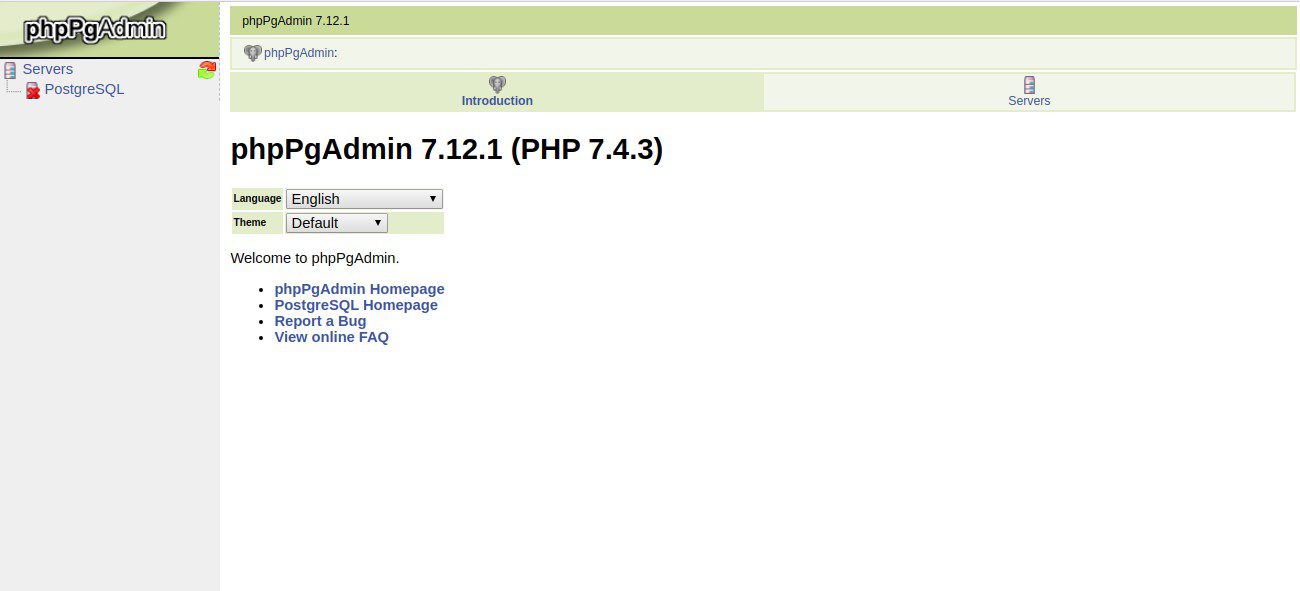 phpPgAdmin
Servers
PostgreSQL
phpPgAdmin 7.12.1
phpPgAdmin:
Introduction
Servers
phpPgAdmin 7.12.1 (PHP 7.4.3)
Language English
Theme Default
Welcome to phpPgAdmin.
phpPgAdmin Homepage
PostgreSQL Homepage
Report a Bug
View online FAQ